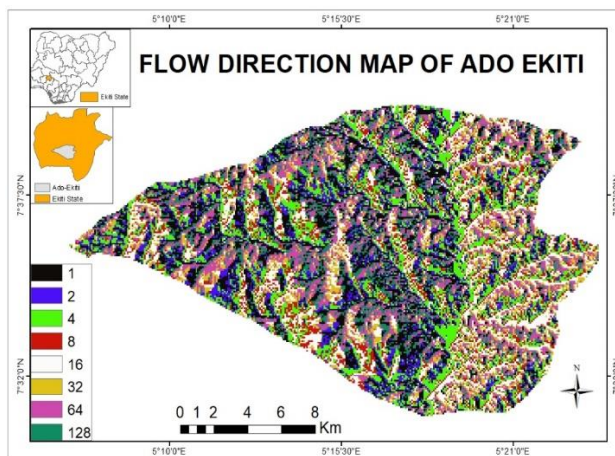 5°10'0"E 5°15'30"E 5°21'0"E
FLOW DIRECTION MAP OF ADO EKITI
Ekiti State
Ado-Ekiti
Ekiti State
7°37'30"N
7°32'0"N
1
2
4
8
16
32
64
128
N
0 1 2 4 6 8
Km
5°10'0"E 5°15'30"E 5°21'0"E